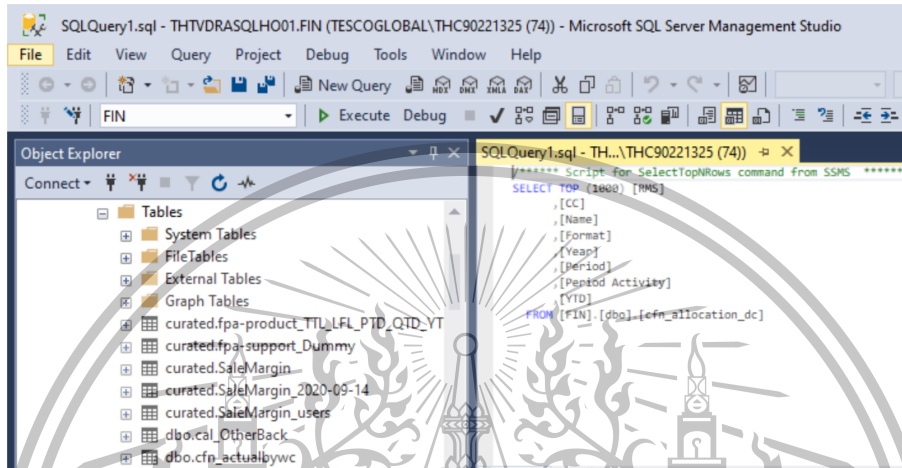 SQLQuery1.sql - THTVDRASQLHO01.FIN (TESCOGLOBAL\THC90221325 (74)) - Microsoft SQL Server Management Studio
File Edit View Query Project Debug Tools Window Help
New Query MDX DMX XMLA DAX
FIN Execute Debug
Object Explorer
SQLQuery1.sql - TH...\THC90221325 (74))
Connect
Tables
System Tables
FileTables
External Tables
Graph Tables
curated.fpa-product_TTL_LFL_PTD_QTD_YT
curated.fpa-support_Dummy
curated.SaleMargin
curated.SaleMargin_2020-09-14
curated.SaleMargin_users
dbo.cal_OtherBack
dbo.cfn_actualbywc
/****** Script for SelectTopNRows command from SSMS ******
SELECT TOP (1000) [RMS]
,[CC]
,[Name]
,[Format]
,[Year]
,[Period]
,[Period Activity]
,[YTD]
FROM [FIN].[dbo].[cfn_allocation_dc]